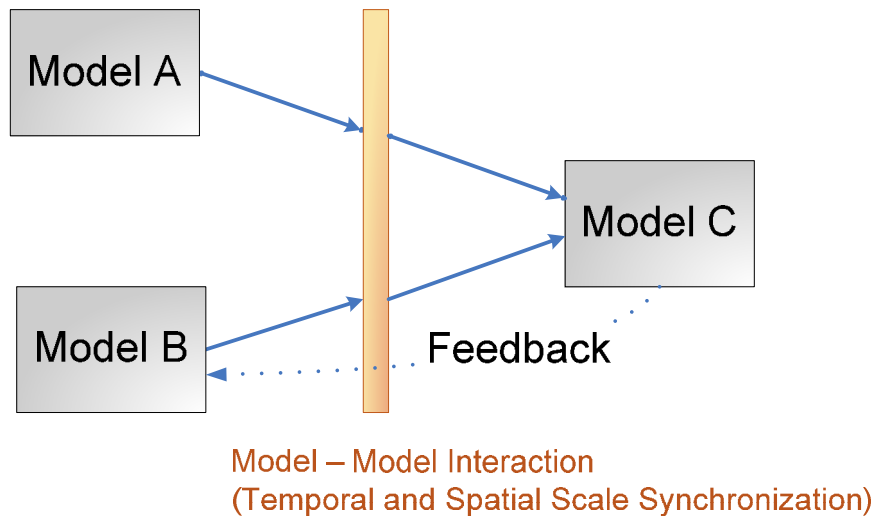 Model A
Model C
Model B
Feedback
Model – Model Interaction
(Temporal and Spatial Scale Synchronization)